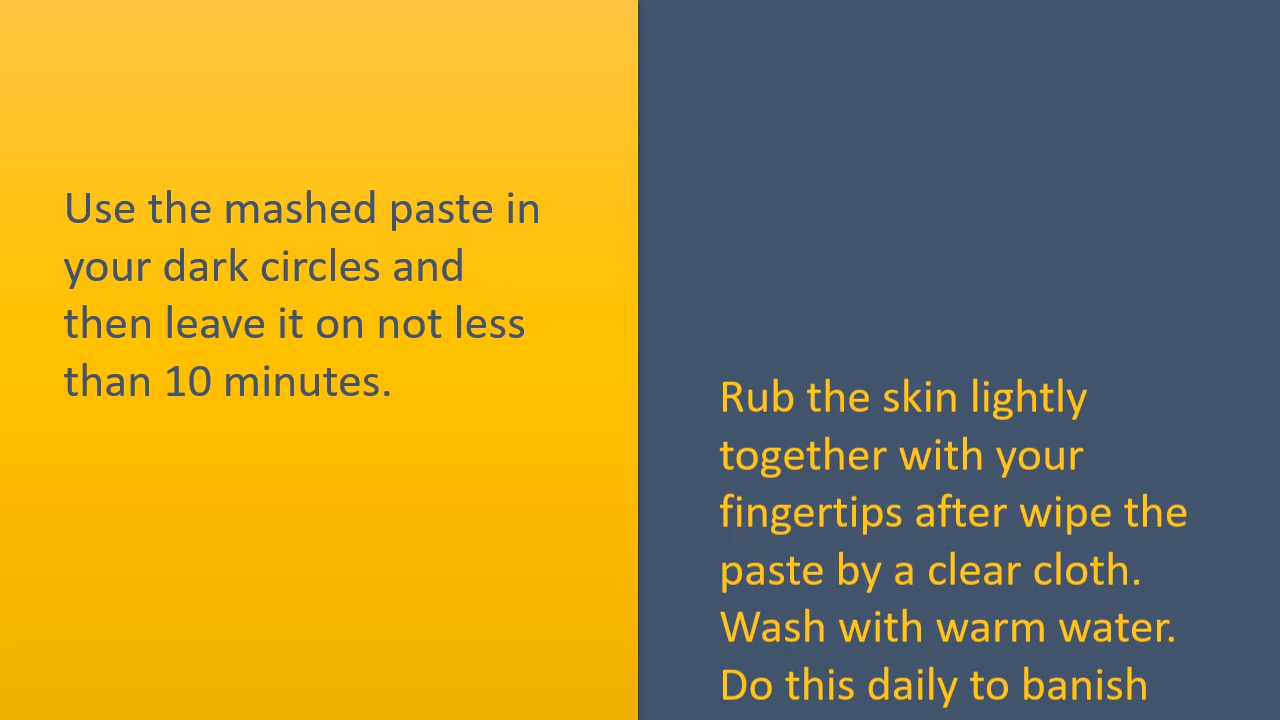 Use the mashed paste in
your dark circles and
then leave it on not less
than 10 minutes.
Rub the skin lightly
together with your
fingertips after wipe the
paste by a clear cloth.
Wash with warm water.
Do this daily to banish